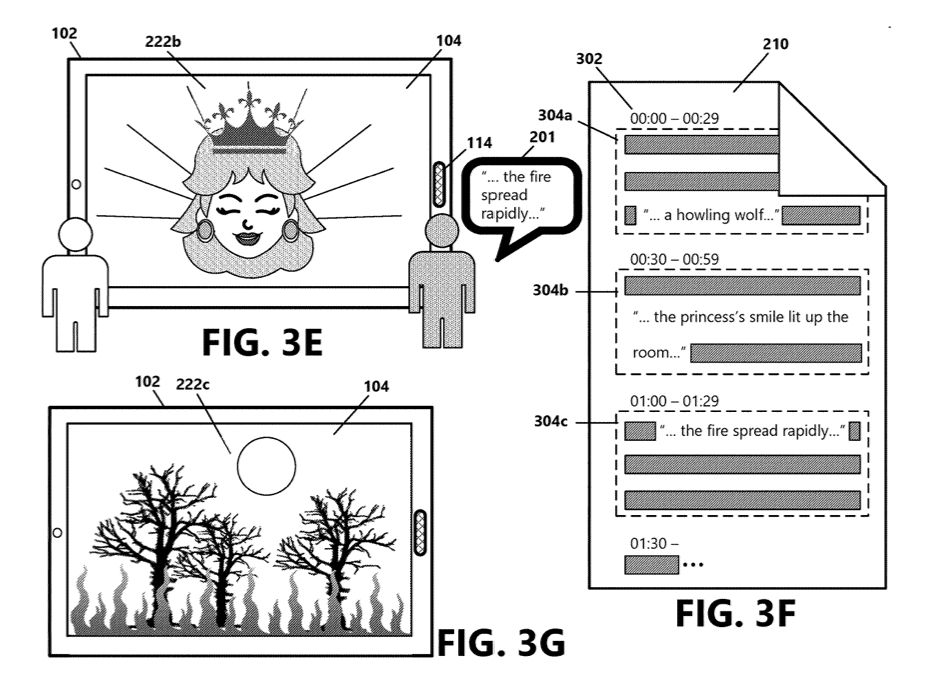 102
222b
104
114
201
"... the fire
spread
rapidly..."
FIG. 3E
102
222c
104
FIG. 3G
302
210
304a
00:00 – 00:29
"... a howling wolf..."
00:30 – 00:59
304b
"... the princess's smile lit up the
room..."
01:00 – 01:29
304c
"... the fire spread rapidly..."
01:30 –
...
FIG. 3F